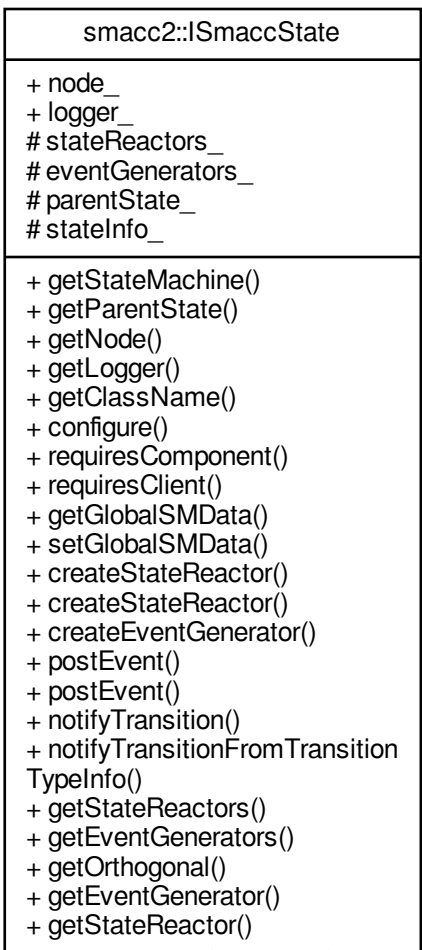 smacc2::ISmaccState
+ node_
+ logger_
# stateReactors_
# eventGenerators_
# parentState_
# stateInfo_
+ getStateMachine()
+ getParentState()
+ getNode()
+ getLogger()
+ getClassName()
+ configure()
+ requiresComponent()
+ requiresClient()
+ getGlobalSMData()
+ setGlobalSMData()
+ createStateReactor()
+ createStateReactor()
+ createEventGenerator()
+ postEvent()
+ postEvent()
+ notifyTransition()
+ notifyTransitionFromTransition
TypeInfo()
+ getStateReactors()
+ getEventGenerators()
+ getOrthogonal()
+ getEventGenerator()
+ getStateReactor()